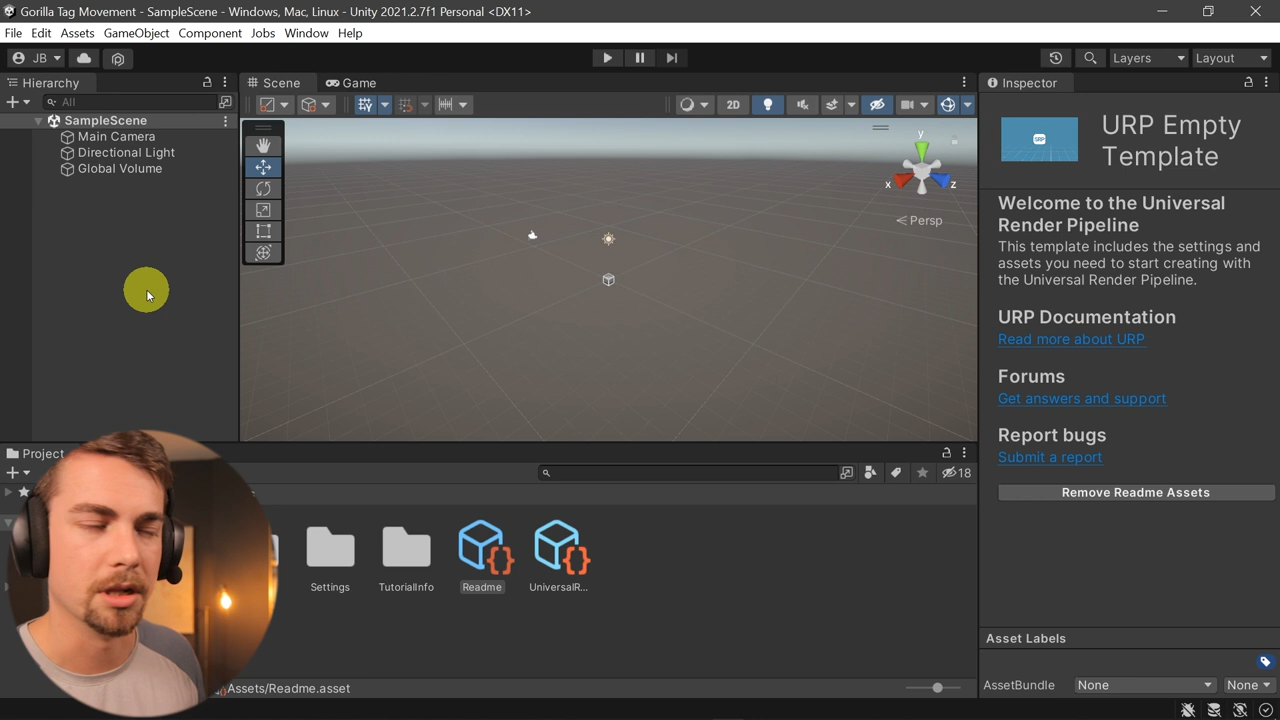 Gorilla Tag Movement - SampleScene - Windows, Mac, Linux - Unity 2021.2.7f1 Personal <DX11>
File Edit Assets GameObject Component Jobs Window Help
JB
Layers
Layout
Hierarchy
Scene
Game
Inspector
All
2D
SampleScene
Main Camera
Directional Light
Global Volume
y
x
z
Persp
URP
URP Empty
Template
Welcome to the Universal
Render Pipeline
This template includes the settings and
assets you need to start creating with
the Universal Render Pipeline.
URP Documentation
Read more about URP
Forums
Get answers and support
Report bugs
Submit a report
Remove Readme Assets
Project
18
Settings
TutorialInfo
Readme
UniversalR...
Assets/Readme.asset
Asset Labels
AssetBundle
None
None